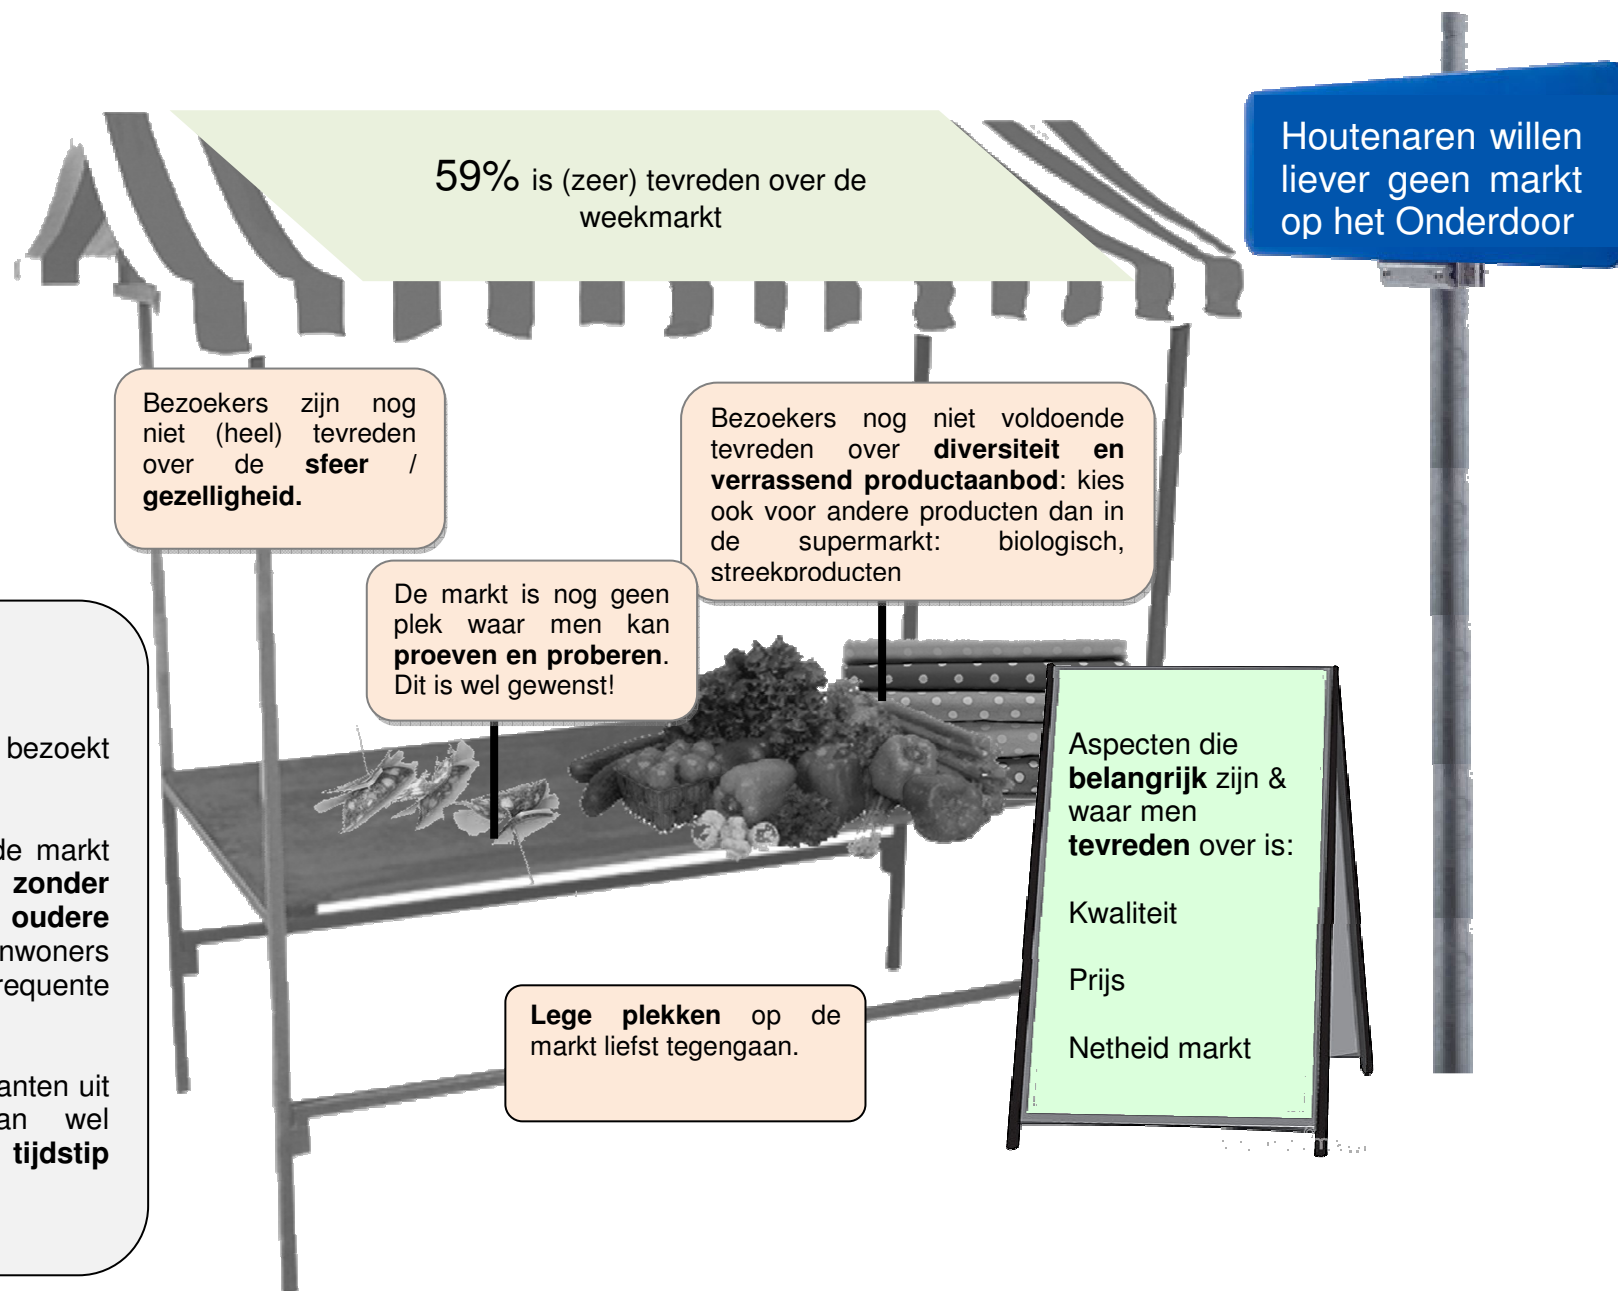 59% is (zeer) tevreden over de
weekmarkt
Houtenaren willen
liever geen markt
op het Onderdoor
Bezoekers zijn nog
niet (heel) tevreden
over de sfeer /
gezelligheid.
Bezoekers nog niet voldoende
tevreden over diversiteit en
verrassend productaanbod: kies
ook voor andere producten dan in
de supermarkt: biologisch,
streekproducten
De markt is nog geen
plek waar men kan
proeven en proberen.
Dit is wel gewenst!
bezoekt
de markt
zonder
oudere
nwoners
requente
anten uit
an wel
tijdstip
Aspecten die
belangrijk zijn &
waar men
tevreden over is:
Kwaliteit
Prijs
Netheid markt
Lege plekken op de
markt liefst tegengaan.